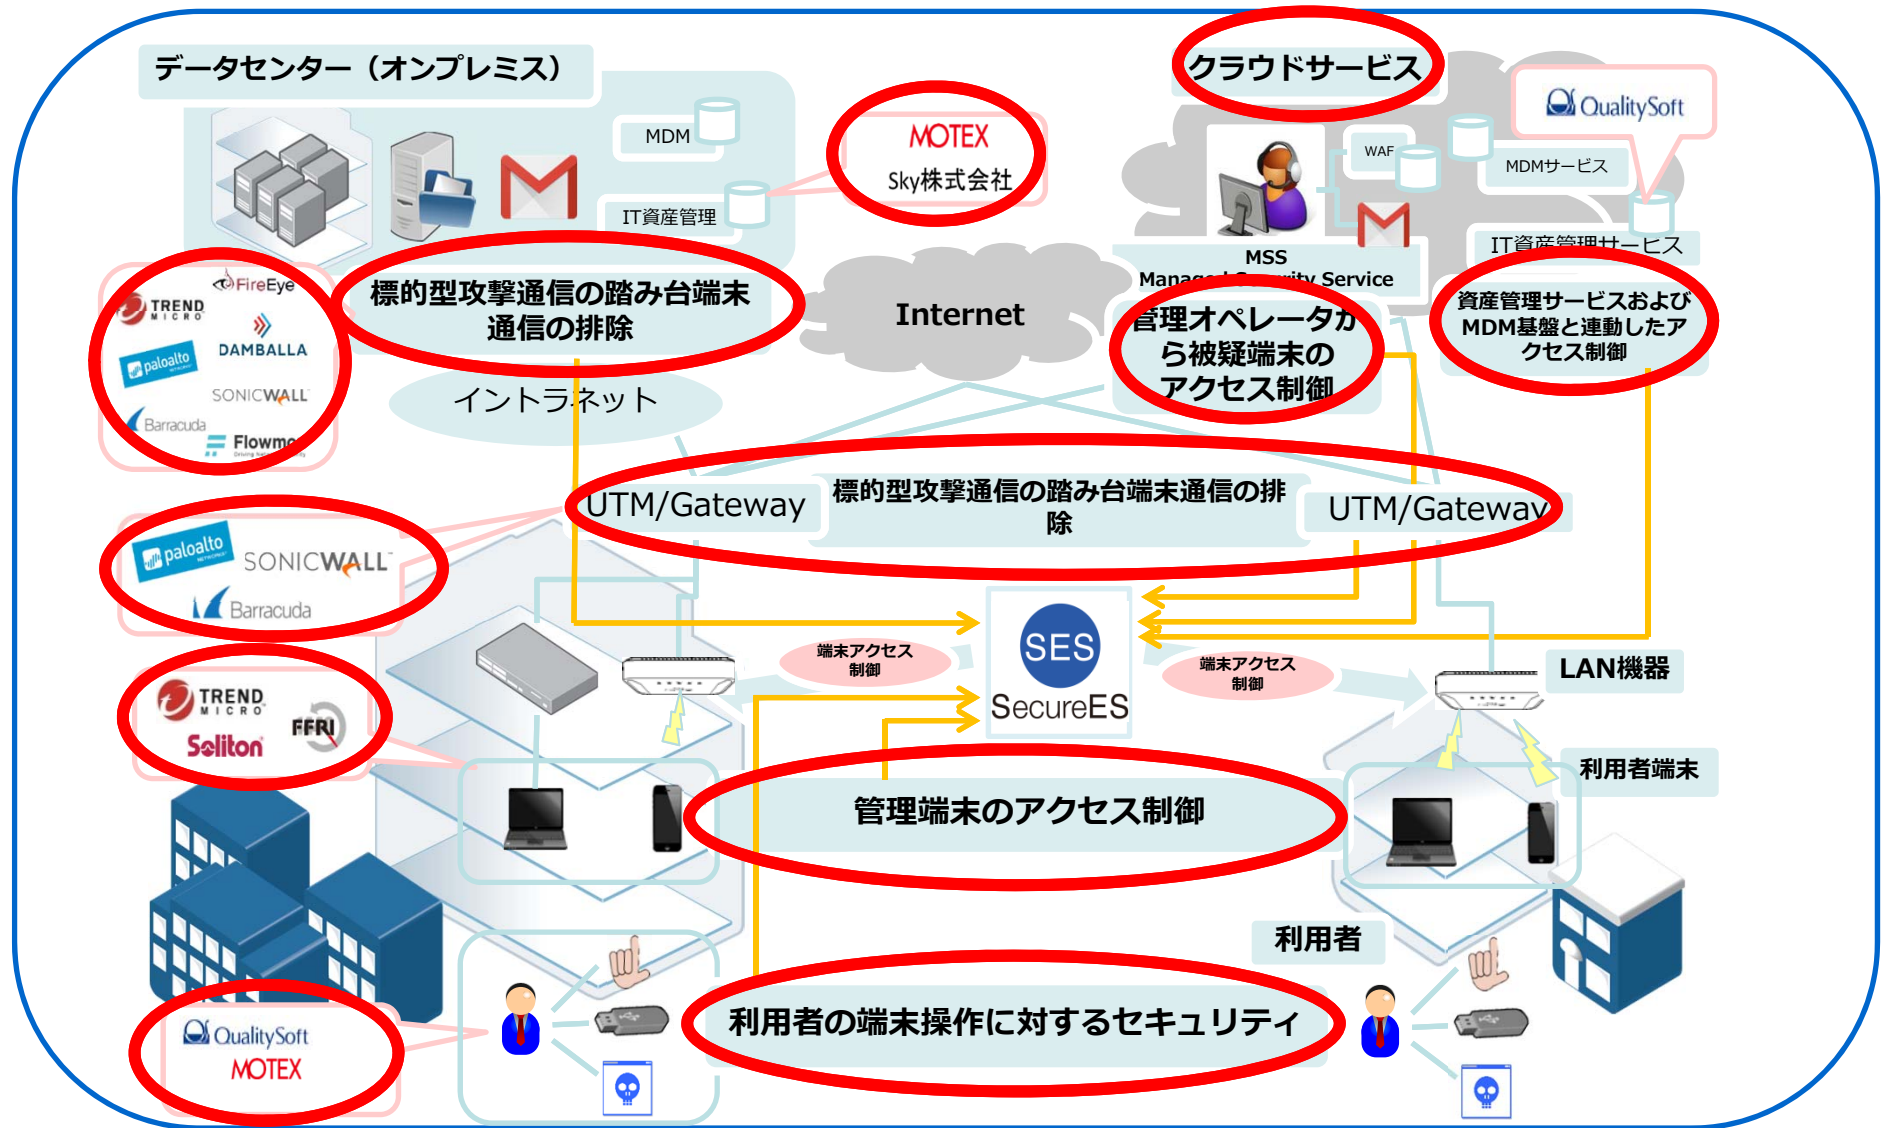 データセンター（オンプレミス）
クラウドサービス
QualitySoft
MDM
MOTEX
Sky株式会社
WAF
MDMサービス
IT資産管理
IT資産管理サービス
MSS
Managed Security Service
FireEye
TREND
MICRO
DAMBALLA
paloalto
NETWORKS
SONICWALL
Barracuda
標的型攻撃通信の踏み台端末
通信の排除
Internet
管理オペレータか
ら被疑端末の
アクセス制御
資産管理サービスおよび
MDM基盤と連動したア
クセス制御
イントラネット
UTM/Gateway
標的型攻撃通信の踏み台端末通信の排
除
UTM/Gateway
paloalto
NETWORKS
SONICWALL
Barracuda
SES
SecureES
端末アクセス
制御
端末アクセス
制御
LAN機器
TREND
MICRO
FFRI
Soliton
利用者端末
管理端末のアクセス制御
利用者
利用者の端末操作に対するセキュリティ
QualitySoft
MOTEX